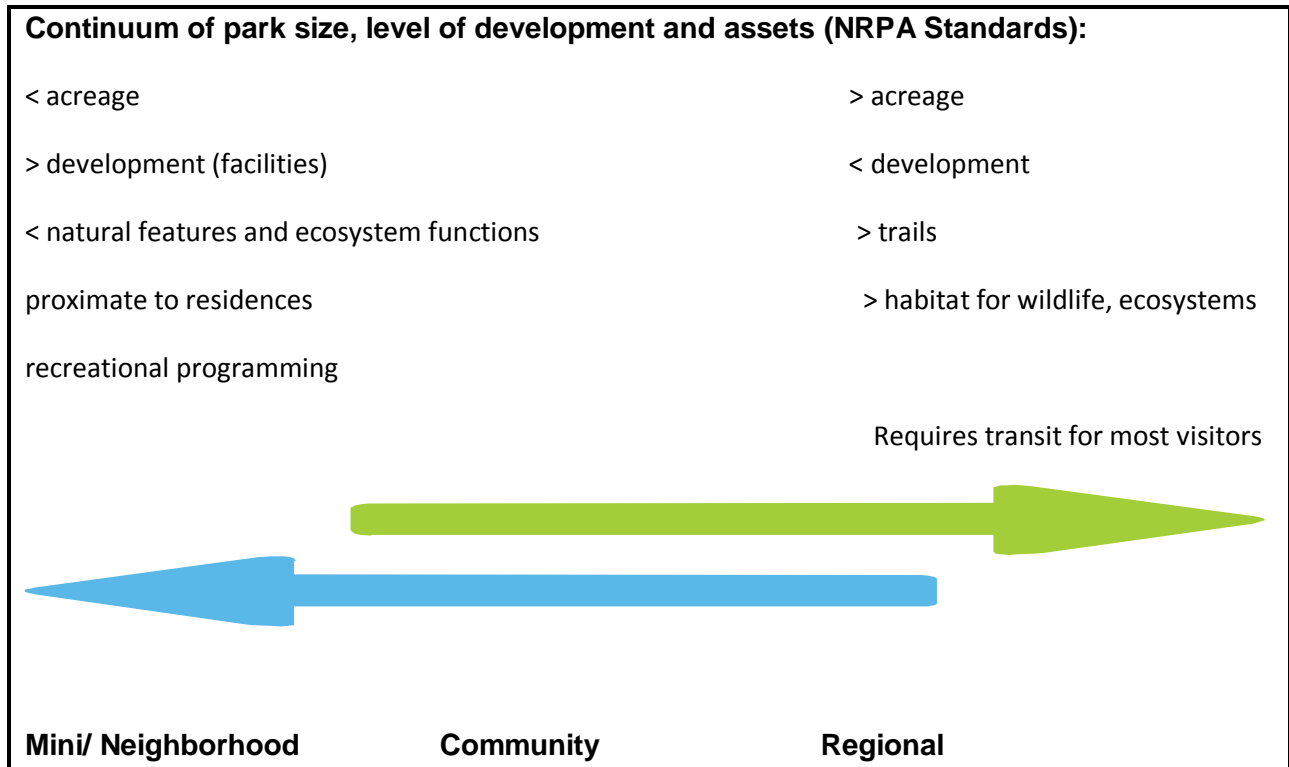 Continuum of park size, level of development and assets (NRPA Standards):
< acreage > acreage
> development (facilities) < development
< natural features and ecosystem functions > trails
proximate to residences > habitat for wildlife, ecosystems
recreational programming
Requires transit for most visitors
Mini/ Neighborhood Community Regional